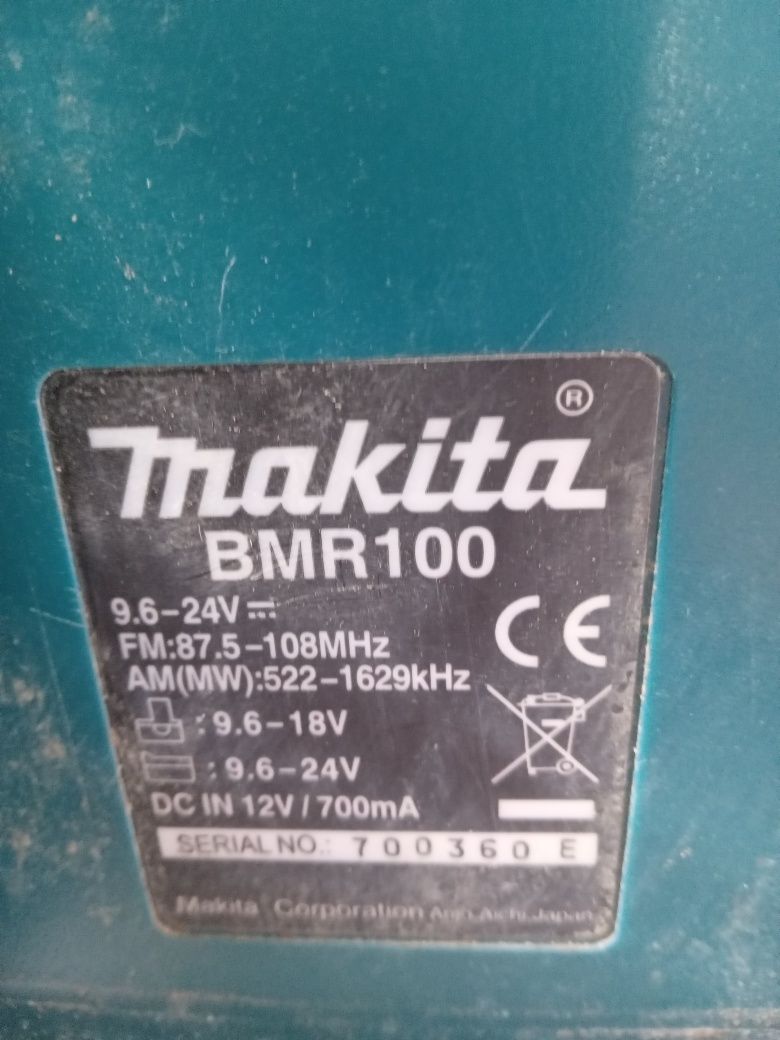 makita®
BMR100
9.6-24V⎓
FM:87.5-108MHz
AM(MW):522-1629kHz
CE
:9.6-18V
:9.6-24V
DC IN 12V/700mA
SERIAL NO.: 700360 E
Makita Corporation Anjo, Aichi, Japan